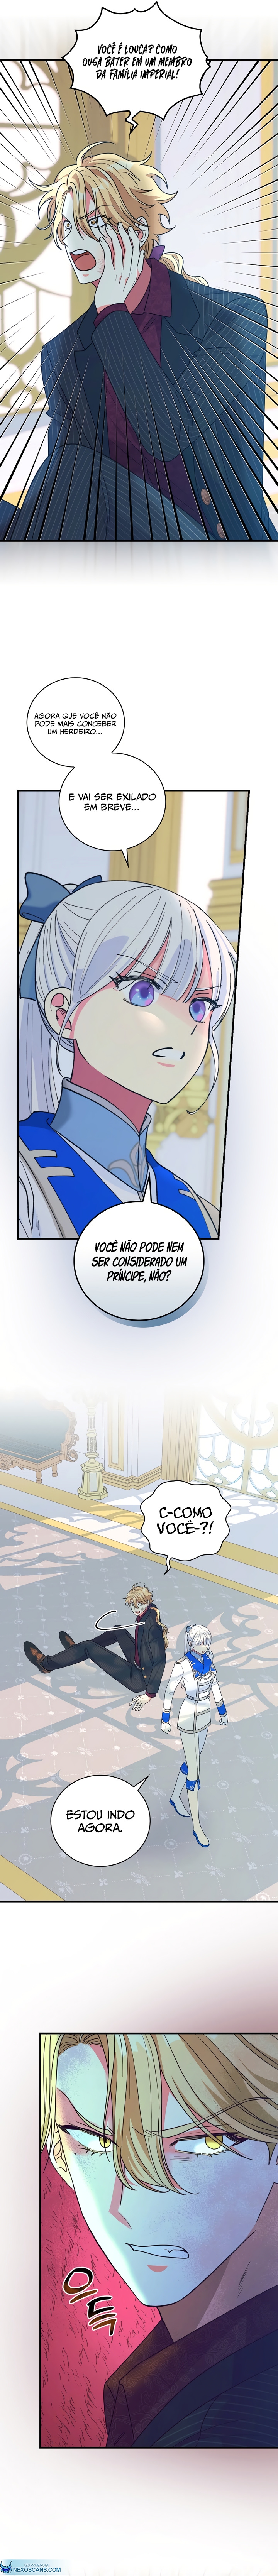 VOCÊ É LOUCA? COMO
OUSA BATER EM UM MEMBRO
DA FAMÍLIA IMPERIAL!
AGORA QUE VOCÊ NÃO
PODE MAIS CONCEBER
UM HERDEIRO...
E VAI SER EXILADO
EM BREVE...
VOCÊ NÃO PODE NEM
SER CONSIDERADO UM
PRÍNCIPE, NÃO?
C-COMO
VOCÊ-?!
ESTOU INDO
AGORA.
으득
NEXOSCANS.COM